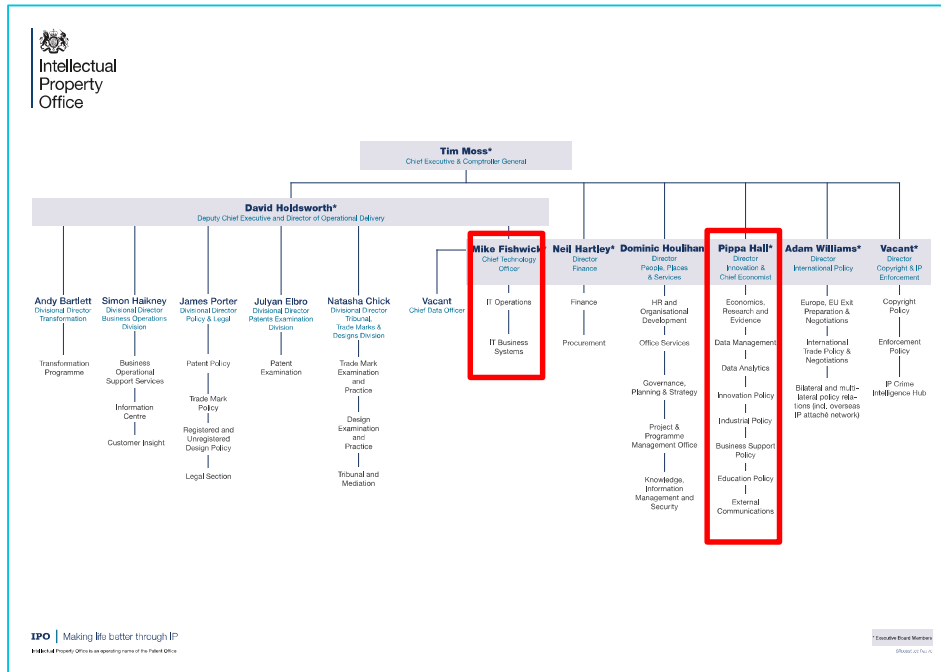 Intellectual
Property
Office
Tim Moss*
Chief Executive & Comptroller General
David Holdsworth*
Deputy Chief Executive and Director of Operational Delivery
Andy Bartlett
Divisional Director
Transformation
Transformation
Programme
Simon Haikney
Divisional Director
Business Operations
Division
Business
Operational
Support Services
Information
Centre
Customer Insight
James Porter
Divisional Director
Policy & Legal
Patent Policy
Trade Mark
Policy
Registered and
Unregistered
Design Policy
Legal Section
Julyan Elbro
Divisional Director
Patents Examination
Division
Patent
Examination
Natasha Chick
Divisional Director
Tribunal,
Trade Marks &
Designs Division
Trade Mark
Examination
and
Practice
Design
Examination
and
Practice
Tribunal and
Mediation
Vacant
Chief Data Officer
Mike Fishwick*
Chief Technology
Officer
IT Operations
IT Business
Systems
Neil Hartley*
Director
Finance
Finance
Procurement
Dominic Houlihan
Director
People, Places
& Services
HR and
Organisational
Development
Office Services
Governance,
Planning & Strategy
Project &
Programme
Management Office
Knowledge,
Information
Management and
Security
Pippa Hall*
Director
Innovation &
Chief Economist
Economics,
Research and
Evidence
Data Management
Data Analytics
Innovation Policy
Industrial Policy
Business Support
Policy
Education Policy
External
Communications
Adam Williams*
Director
International Policy
Europe, EU Exit
Preparation &
Negotiations
International
Trade Policy &
Negotiations
Bilateral and multi-
lateral policy rela-
tions (incl. overseas
IP attaché network)
Vacant*
Director
Copyright & IP
Enforcement
Copyright
Policy
Enforcement
Policy
IP Crime
Intelligence Hub
IPO | Making life better through IP
Intellectual Property Office is an operating name of the Patent Office
* Executive Board Members